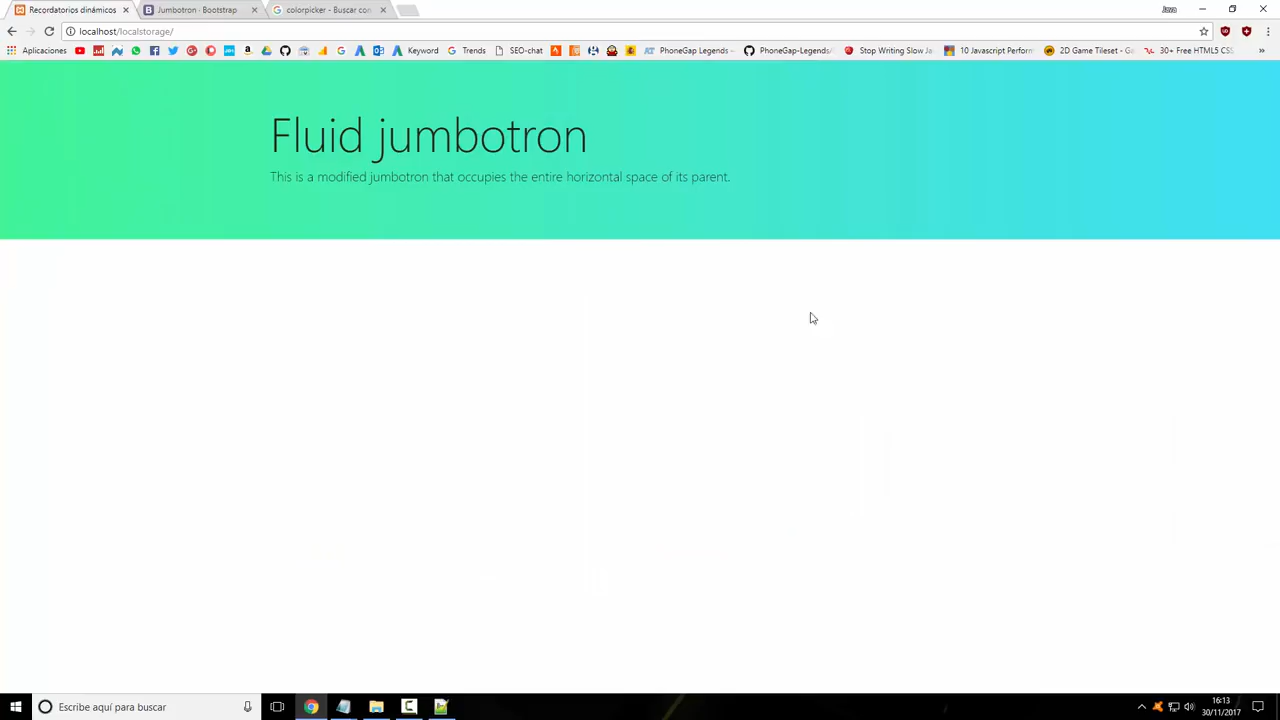 Recordatorios dinámicos
Jumbotron · Bootstrap
colorpicker - Buscar con
Java
localhost/localstorage/
Aplicaciones
Keyword
Trends
SEO-chat
PhoneGap Legends –
PhoneGap-Legends/
Stop Writing Slow Ja
10 Javascript Perform
2D Game Tileset - Ga
30+ Free HTML5 CSS
Fluid jumbotron
This is a modified jumbotron that occupies the entire horizontal space of its parent.
Escribe aquí para buscar
16:13
30/11/2017